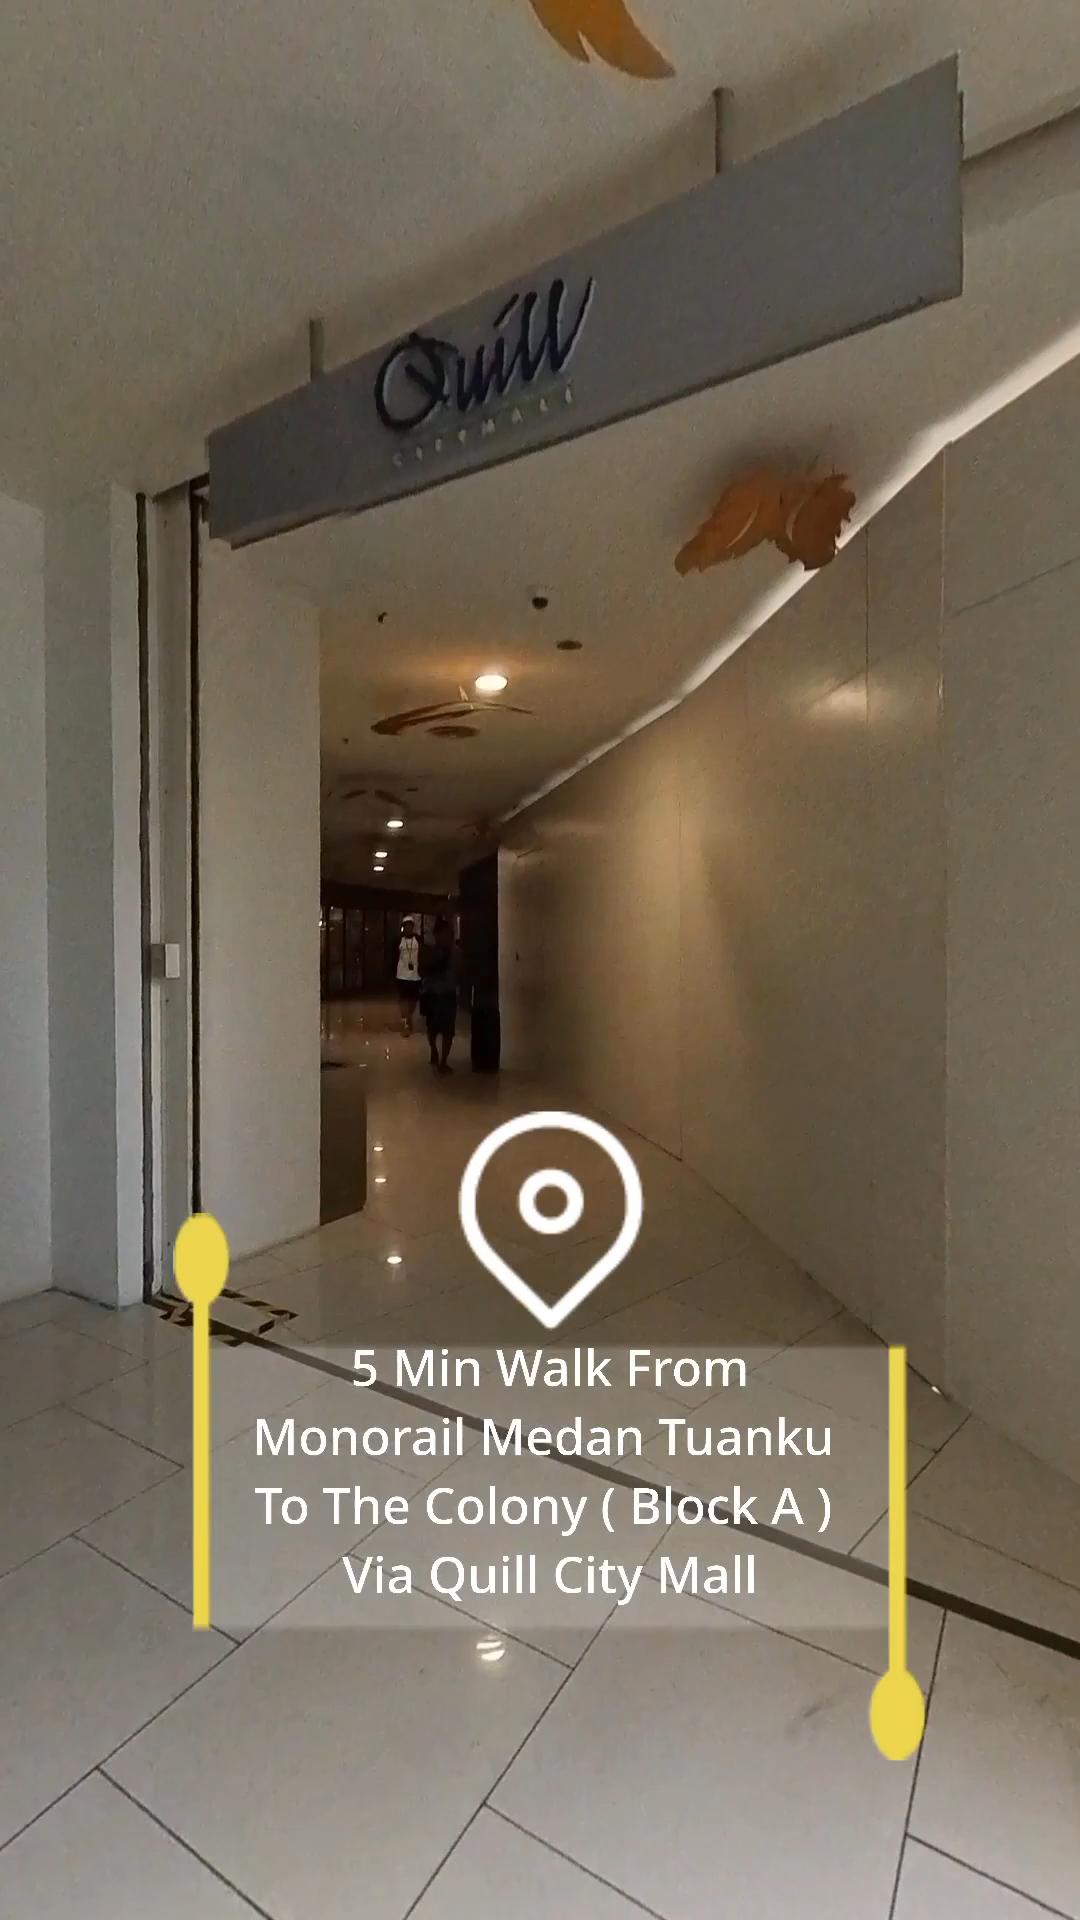 Quill
CITY MALL
5 Min Walk From
Monorail Medan Tuanku
To The Colony ( Block A )
Via Quill City Mall